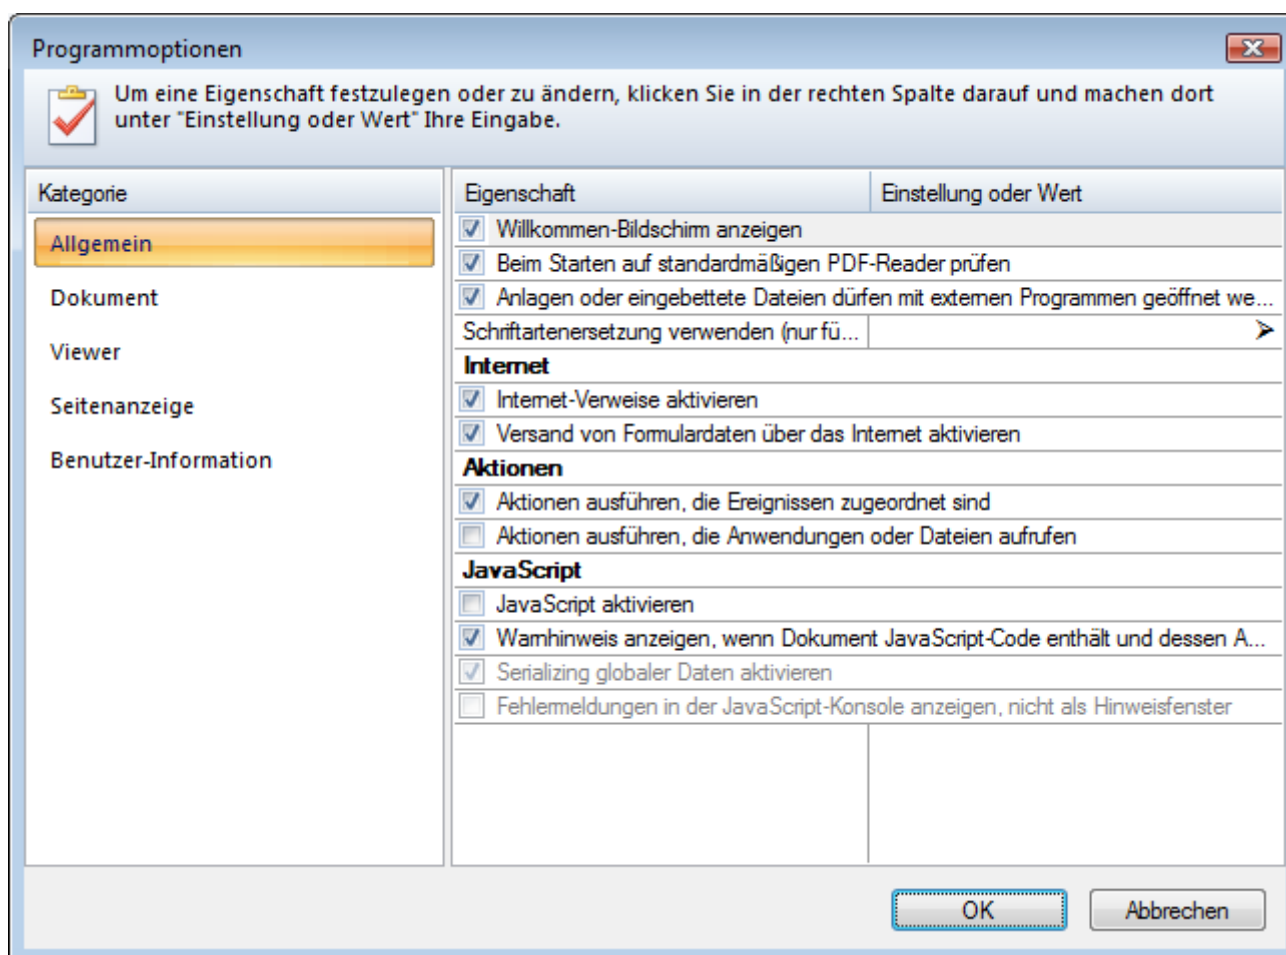 Programmoptionen
Um eine Eigenschaft festzulegen oder zu ändern, klicken Sie in der rechten Spalte darauf und machen dort
unter "Einstellung oder Wert" Ihre Eingabe.
Kategorie
Allgemein
Dokument
Viewer
Seitenanzeige
Benutzer-Information
Eigenschaft
Einstellung oder Wert
Willkommen-Bildschirm anzeigen
Beim Starten auf standardmäßigen PDF-Reader prüfen
Anlagen oder eingebettete Dateien dürfen mit externen Programmen geöffnet we...
Schriftartenersetzung verwenden (nur fü...
Internet
Internet-Verweise aktivieren
Versand von Formulardaten über das Internet aktivieren
Aktionen
Aktionen ausführen, die Ereignissen zugeordnet sind
Aktionen ausführen, die Anwendungen oder Dateien aufrufen
JavaScript
JavaScript aktivieren
Warnhinweis anzeigen, wenn Dokument JavaScript-Code enthält und dessen A...
Serializing globaler Daten aktivieren
Fehlermeldungen in der JavaScript-Konsole anzeigen, nicht als Hinweisfenster
OK
Abbrechen